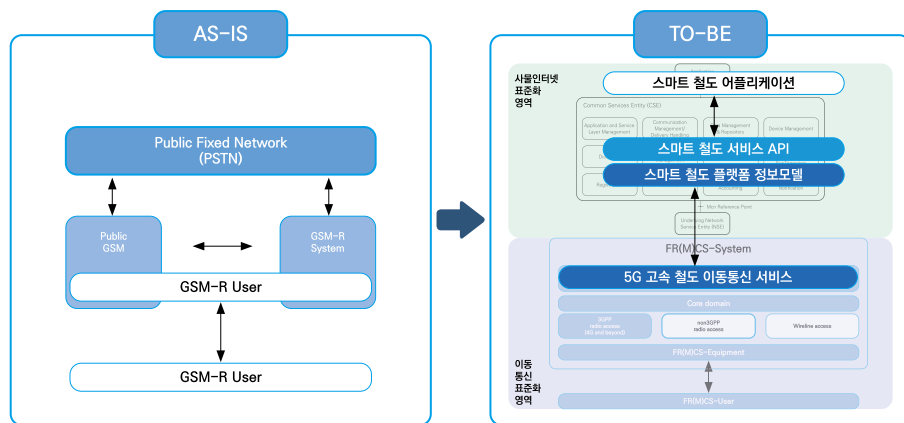 AS-IS
Public Fixed Network
(PSTN)
Public
GSM
GSM-R
System
GSM-R User
GSM-R User
TO-BE
사물인터넷
표준화
영역
스마트 철도 어플리케이션
Common Services Entity (CSE)
Application and Service
Layer Management
Communication
Management/
Delivery Handling
Management
Repository
Device Management
스마트 철도 서비스 API
스마트 철도 플랫폼 정보모델
Accounting
Notification
Mcn Reference Point
Underlying Network
Service Entity (NSE)
FR(M)CS-System
5G 고속 철도 이동통신 서비스
Core domain
3GPP
radio access
(4G and beyond)
non3GPP
radio access
Wireline access
FR(M)CS-Equipment
이동
통신
표준화
영역
FR(M)CS-User